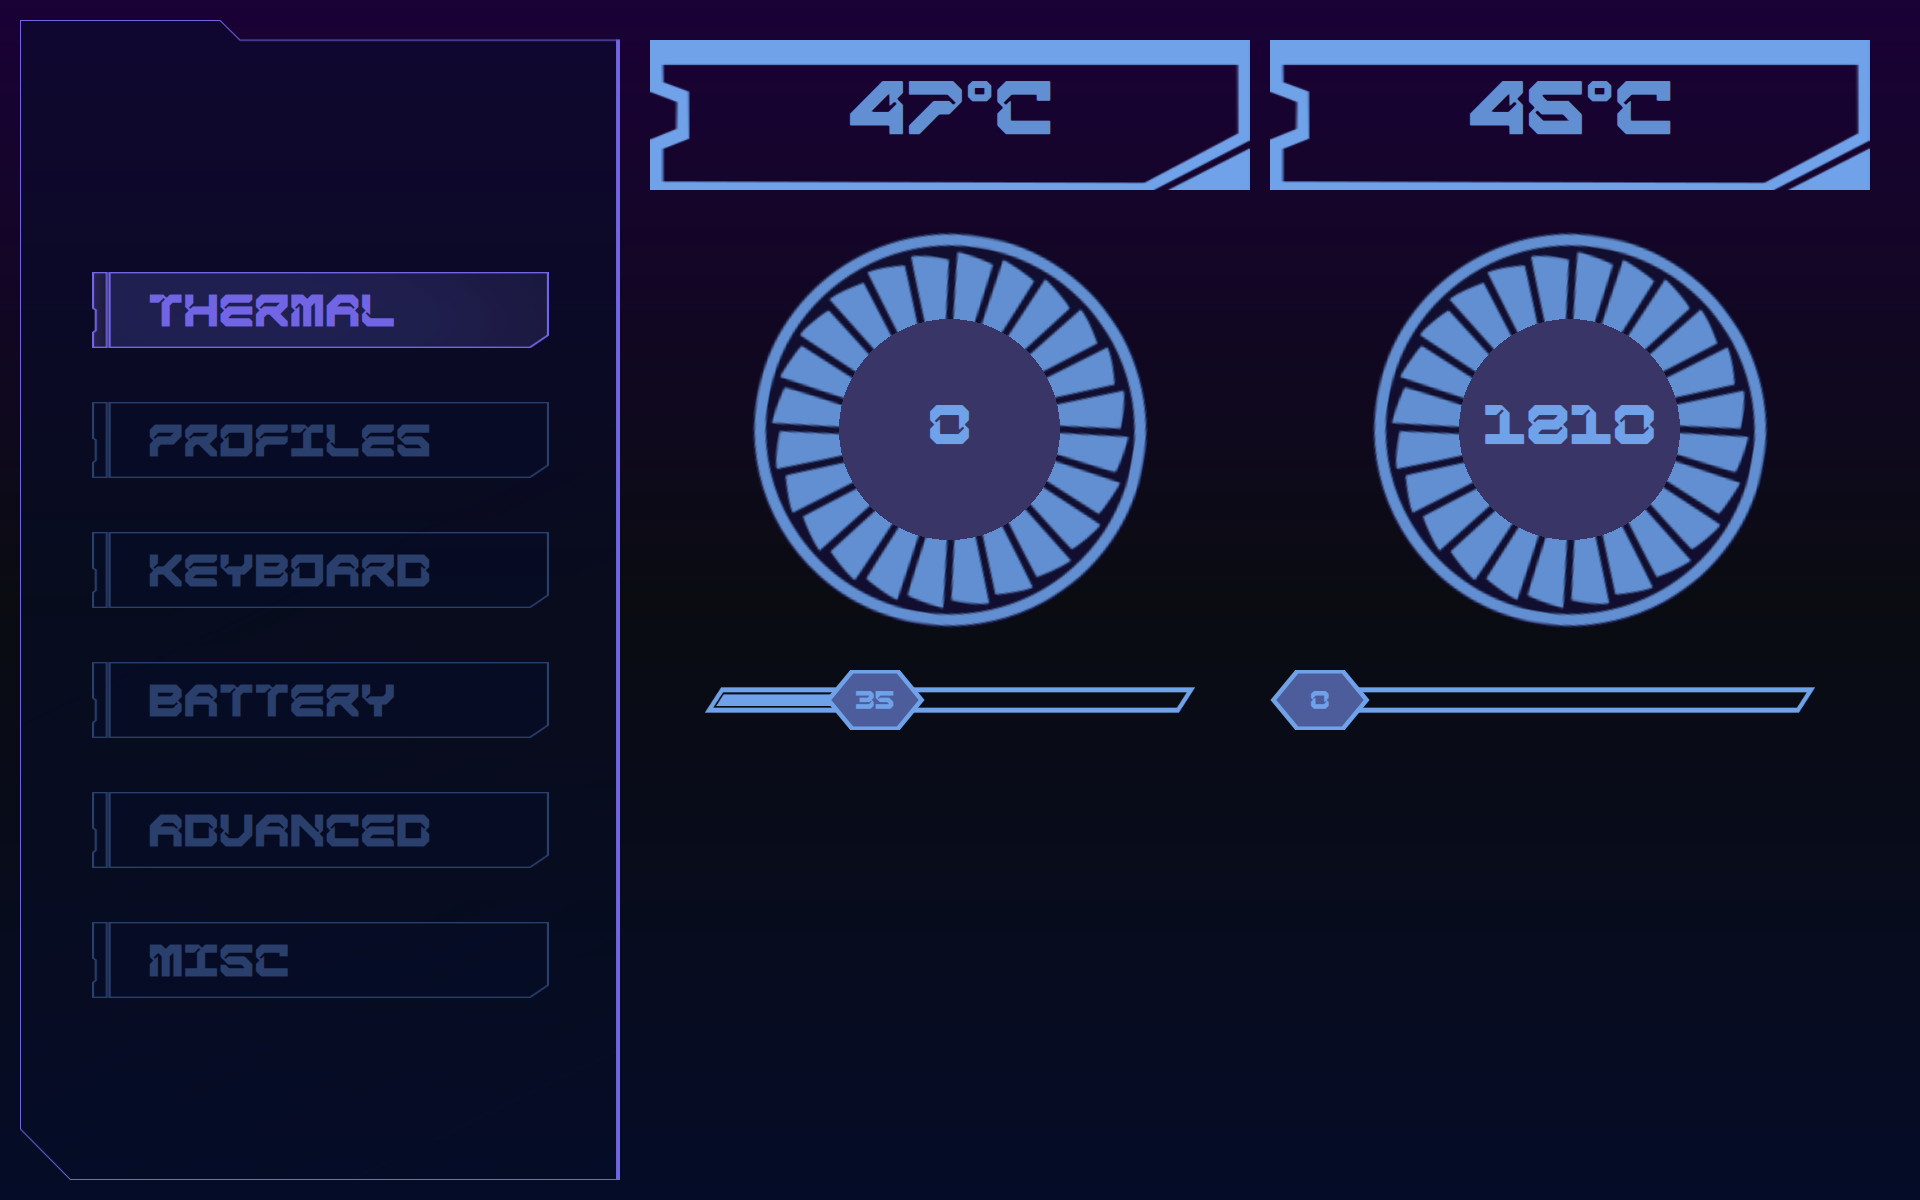 THERMAL
PROFILES
KEYBOARD
BATTERY
ADVANCED
MISC
47°C
45°C
0
1810
35
0